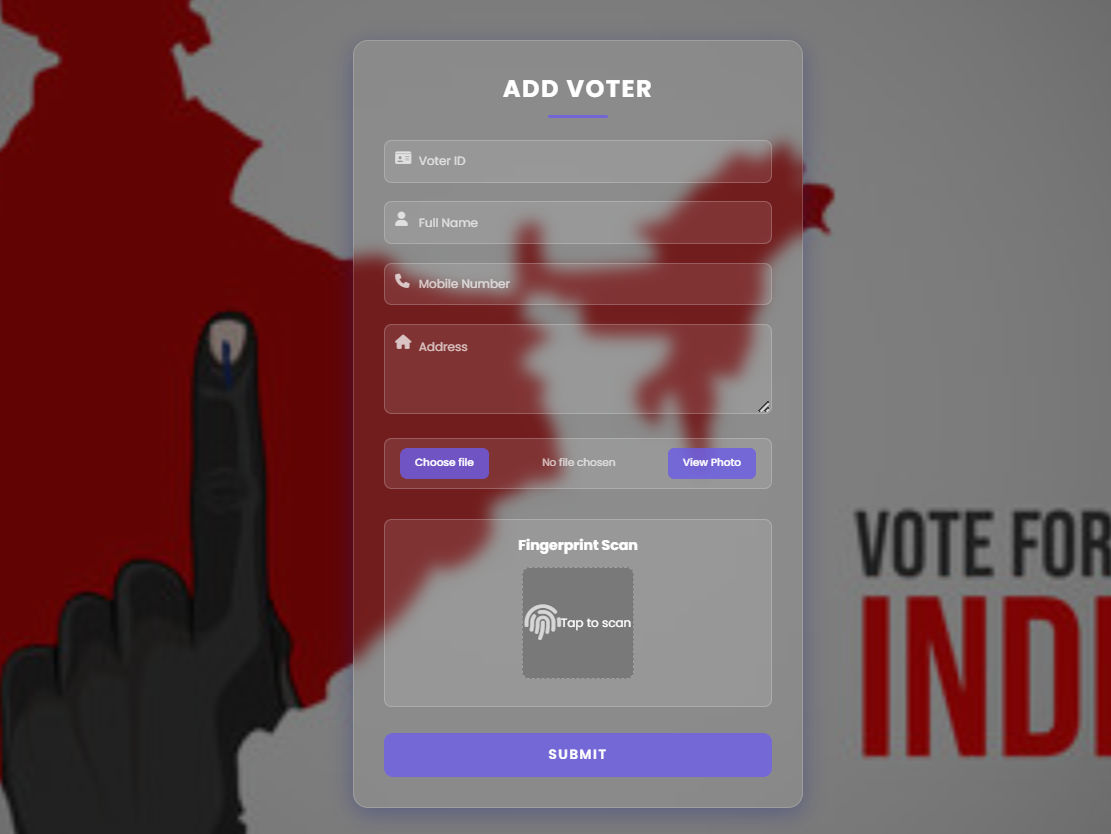 ADD VOTER
Voter ID
Full Name
Mobile Number
Address
Choose file No file chosen View Photo
Fingerprint Scan
Tap to scan
SUBMIT
VOTE FOR
INDI